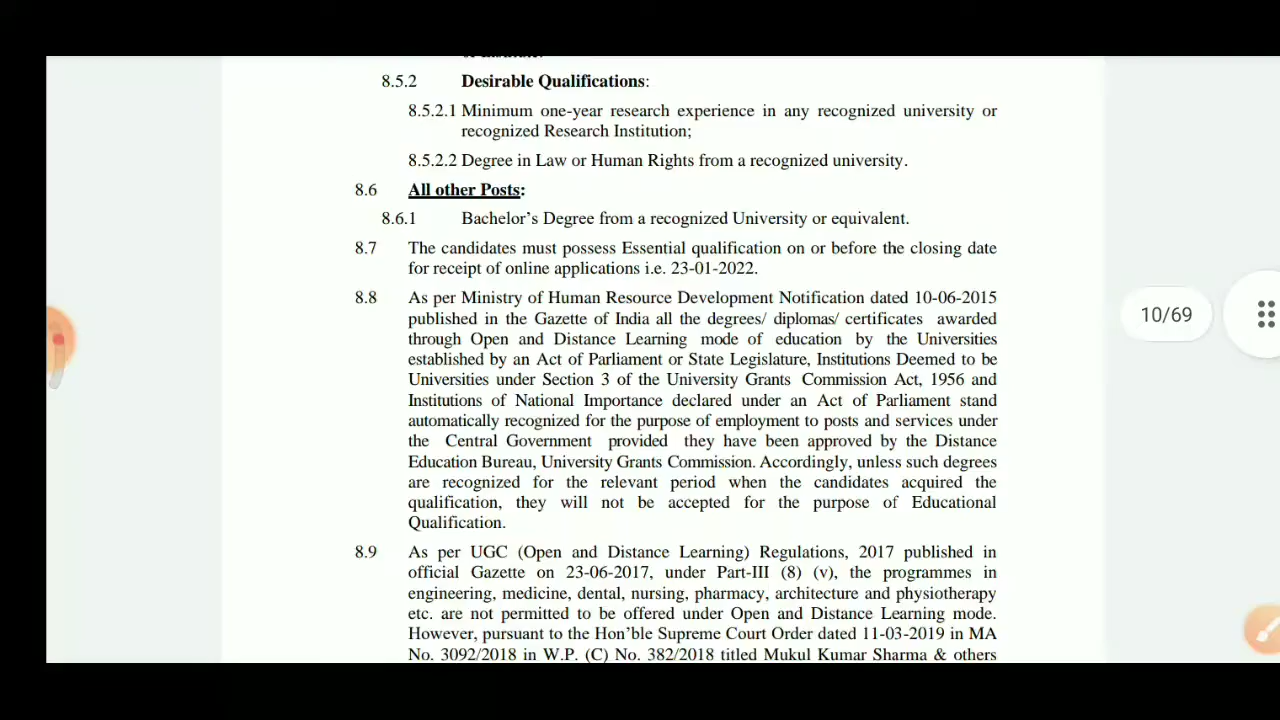 8.5.2 Desirable Qualifications:
8.5.2.1 Minimum one-year research experience in any recognized university or
recognized Research Institution;
8.5.2.2 Degree in Law or Human Rights from a recognized university.
8.6 All other Posts:
8.6.1 Bachelor's Degree from a recognized University or equivalent.
8.7 The candidates must possess Essential qualification on or before the closing date
for receipt of online applications i.e. 23-01-2022.
8.8 As per Ministry of Human Resource Development Notification dated 10-06-2015
published in the Gazette of India all the degrees/ diplomas/ certificates awarded
through Open and Distance Learning mode of education by the Universities
established by an Act of Parliament or State Legislature, Institutions Deemed to be
Universities under Section 3 of the University Grants Commission Act, 1956 and
Institutions of National Importance declared under an Act of Parliament stand
automatically recognized for the purpose of employment to posts and services under
the Central Government provided they have been approved by the Distance
Education Bureau, University Grants Commission. Accordingly, unless such degrees
are recognized for the relevant period when the candidates acquired the
qualification, they will not be accepted for the purpose of Educational
Qualification.
8.9 As per UGC (Open and Distance Learning) Regulations, 2017 published in
official Gazette on 23-06-2017, under Part-III (8) (v), the programmes in
engineering, medicine, dental, nursing, pharmacy, architecture and physiotherapy
etc. are not permitted to be offered under Open and Distance Learning mode.
However, pursuant to the Hon'ble Supreme Court Order dated 11-03-2019 in MA
No. 3092/2018 in W.P. (C) No. 382/2018 titled Mukul Kumar Sharma & others
10/69